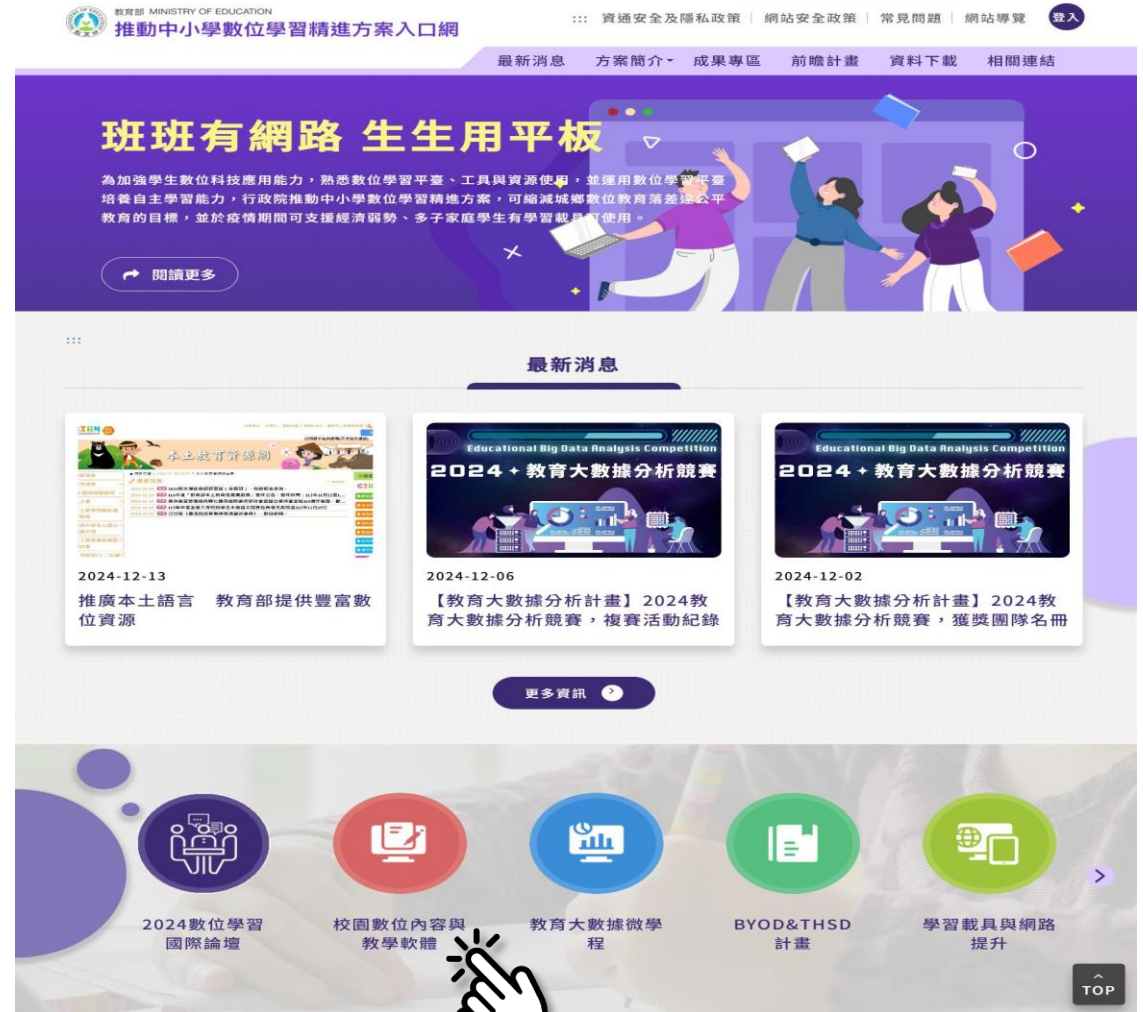 教育部 MINISTRY OF EDUCATION
推動中小學數位學習精進方案入口網
::: 資通安全及隱私政策 | 網站安全政策 | 常見問題 | 網站導覽 登入
最新消息 方案簡介 成果專區 前瞻計畫 資料下載 相關連結
班班有網路 生生用平板
為加強學生數位科技應用能力，熟悉數位學習平臺、工具與資源使用，並運用數位學習平臺
培養自主學習能力，行政院推動中小學數位學習精進方案，可縮減城鄉數位教育落差達公平
教育的目標，並於疫情期間可支援經濟弱勢、多子家庭學生有學習載具可使用。
閱讀更多
:::
最新消息
本土教育資源網
Educational Big Data Analysis Competition
2024+教育大數據分析競賽
Educational Big Data Analysis Competition
2024+教育大數據分析競賽
2024-12-13
推廣本土語言 教育部提供豐富數
位資源
2024-12-06
【教育大數據分析計畫】2024教
育大數據分析競賽，複賽活動紀錄
2024-12-02
【教育大數據分析計畫】2024教
育大數據分析競賽，獲獎團隊名冊
更多資訊
2024數位學習
國際論壇
校園數位內容與
教學軟體
教育大數據微學
程
BYOD&THSD
計畫
學習載具與網路
提升
TOP